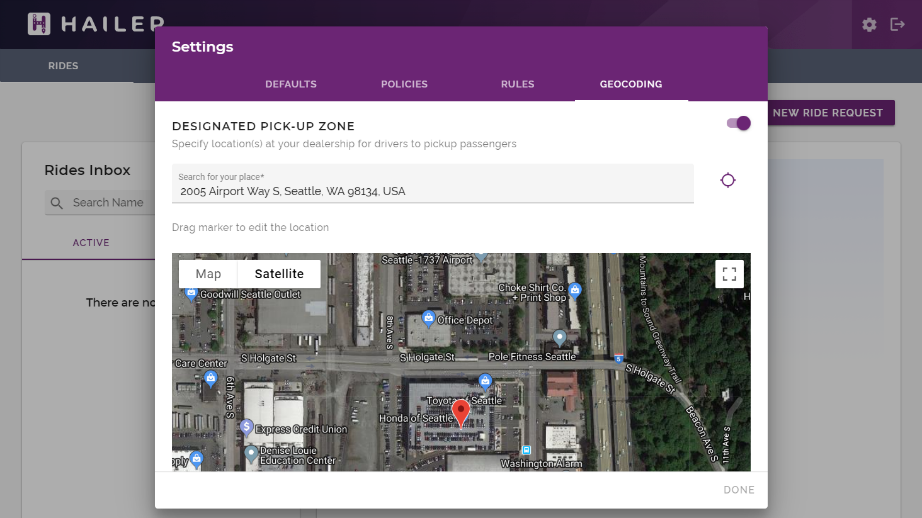 HAILER
Settings
RIDES
DEFAULTS
POLICIES
RULES
GEOCODING
NEW RIDE REQUEST
DESIGNATED PICK-UP ZONE
Specify location(s) at your dealership for drivers to pickup passengers
Search for your place*
2005 Airport Way S, Seattle, WA 98134, USA
Drag marker to edit the location
Rides Inbox
Search Name
ACTIVE
There are no
Map
Satellite
Seattle -1737 Airport
Goodwill Seattle Outlet
Choke Shirt Co.
+ Print Shop
Office Depot
8th Ave S
Mountains to Sound Greenway Trail
S Holgate St
S Holgate St
Pole Fitness Seattle
5
S Holgate St
Care Center
6th Ave S
Toyota of Seattle
Honda of Seattle
Beacon Ave S
11th Ave S
Express Credit Union
Denise Louie
Education Center
Washington Alarm
DONE